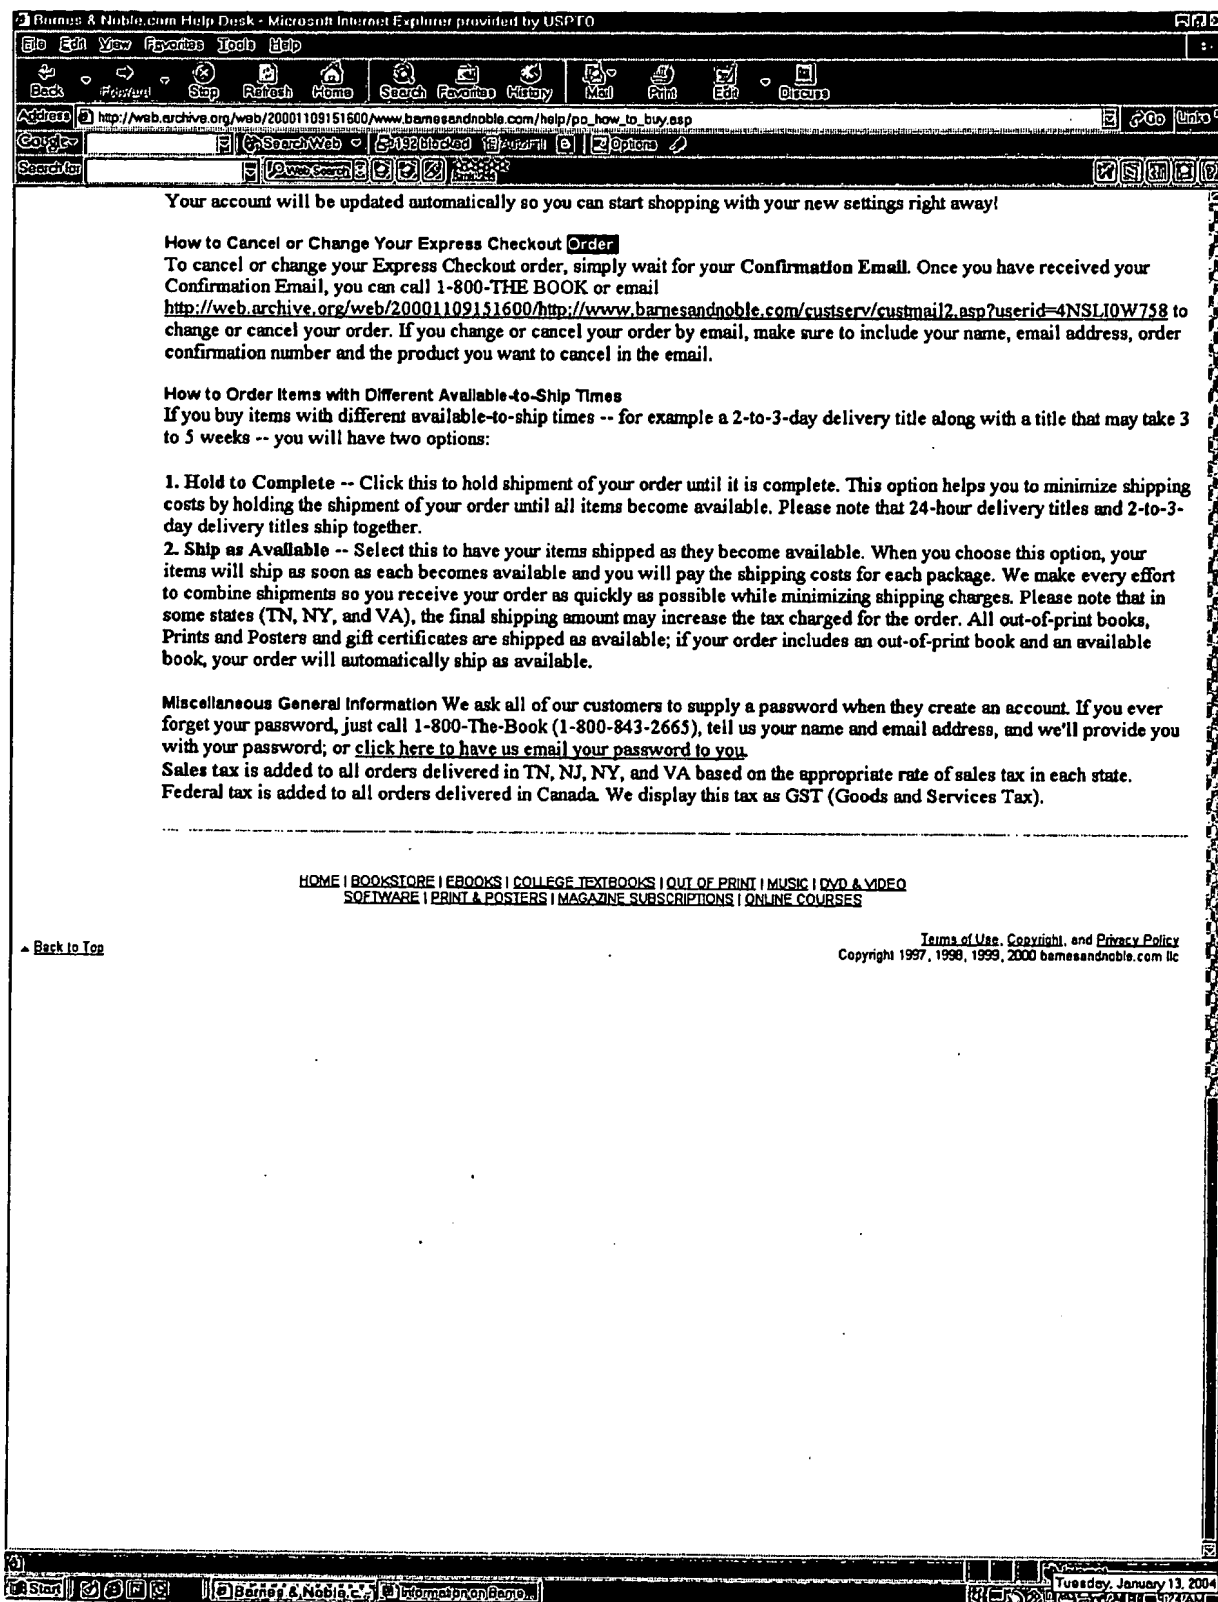 Barnes & Noble.com Help Desk - Microsoft Internet Explorer provided by USPTO
File Edit View Favorites Tools Help
Back Forward Stop Refresh Home Search Favorites History Mail Print Edit Discuss
Address http://web.archive.org/web/20001109151600/www.barnesandnoble.com/help/po_how_to_buy.asp Go Links
Google Search Web 192 blocked AutoFill Options
Search for Web Search
Your account will be updated automatically so you can start shopping with your new settings right away!
How to Cancel or Change Your Express Checkout Order
To cancel or change your Express Checkout order, simply wait for your Confirmation Email. Once you have received your
Confirmation Email, you can call 1-800-THE BOOK or email
http://web.archive.org/web/20001109151600/http://www.barnesandnoble.com/custserv/custmail2.asp?userid=4NSLI0W758 to
change or cancel your order. If you change or cancel your order by email, make sure to include your name, email address, order
confirmation number and the product you want to cancel in the email.
How to Order Items with Different Available-to-Ship Times
If you buy items with different available-to-ship times -- for example a 2-to-3-day delivery title along with a title that may take 3
to 5 weeks -- you will have two options:
1. Hold to Complete -- Click this to hold shipment of your order until it is complete. This option helps you to minimize shipping
costs by holding the shipment of your order until all items become available. Please note that 24-hour delivery titles and 2-to-3-
day delivery titles ship together.
2. Ship as Available -- Select this to have your items shipped as they become available. When you choose this option, your
items will ship as soon as each becomes available and you will pay the shipping costs for each package. We make every effort
to combine shipments so you receive your order as quickly as possible while minimizing shipping charges. Please note that in
some states (TN, NY, and VA), the final shipping amount may increase the tax charged for the order. All out-of-print books,
Prints and Posters and gift certificates are shipped as available; if your order includes an out-of-print book and an available
book, your order will automatically ship as available.
Miscellaneous General Information We ask all of our customers to supply a password when they create an account. If you ever
forget your password, just call 1-800-The-Book (1-800-843-2665), tell us your name and email address, and we'll provide you
with your password; or click here to have us email your password to you.
Sales tax is added to all orders delivered in TN, NJ, NY, and VA based on the appropriate rate of sales tax in each state.
Federal tax is added to all orders delivered in Canada. We display this tax as GST (Goods and Services Tax).
HOME | BOOKSTORE | EBOOKS | COLLEGE TEXTBOOKS | OUT OF PRINT | MUSIC | DVD & VIDEO
SOFTWARE | PRINT & POSTERS | MAGAZINE SUBSCRIPTIONS | ONLINE COURSES
Back to Top
Terms of Use, Copyright, and Privacy Policy
Copyright 1997, 1998, 1999, 2000 barnesandnoble.com llc
Start Barnes & Noble.c... Information on Barne...
Tuesday, January 13, 2004